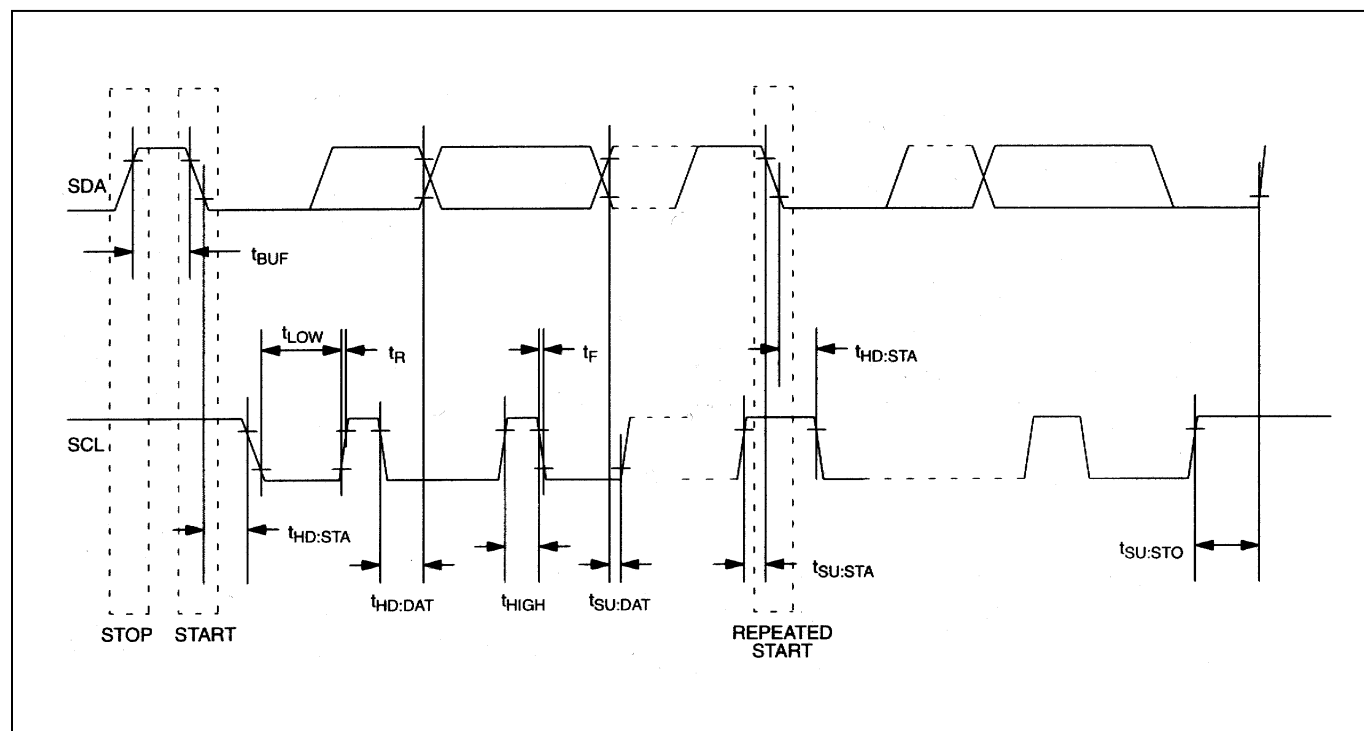 SDA
tBUF
tLOW
tR
tF
tHD:STA
SCL
tHD:STA
tSU:STO
tSU:STA
tHD:DAT
tHIGH
tSU:DAT
STOP
START
REPEATED
START